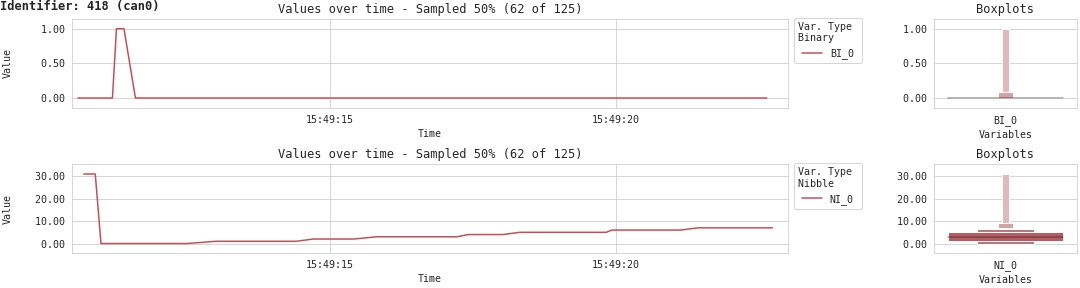 Identifier: 418 (can0)
Values over time - Sampled 50% (62 of 125)
Boxplots
Value
1.00
0.50
0.00
15:49:15
15:49:20
Time
Var. Type
Binary
BI_0
1.00
0.50
0.00
BI_0
Variables
Values over time - Sampled 50% (62 of 125)
Boxplots
Value
30.00
20.00
10.00
0.00
15:49:15
15:49:20
Time
Var. Type
Nibble
NI_0
30.00
20.00
10.00
0.00
NI_0
Variables